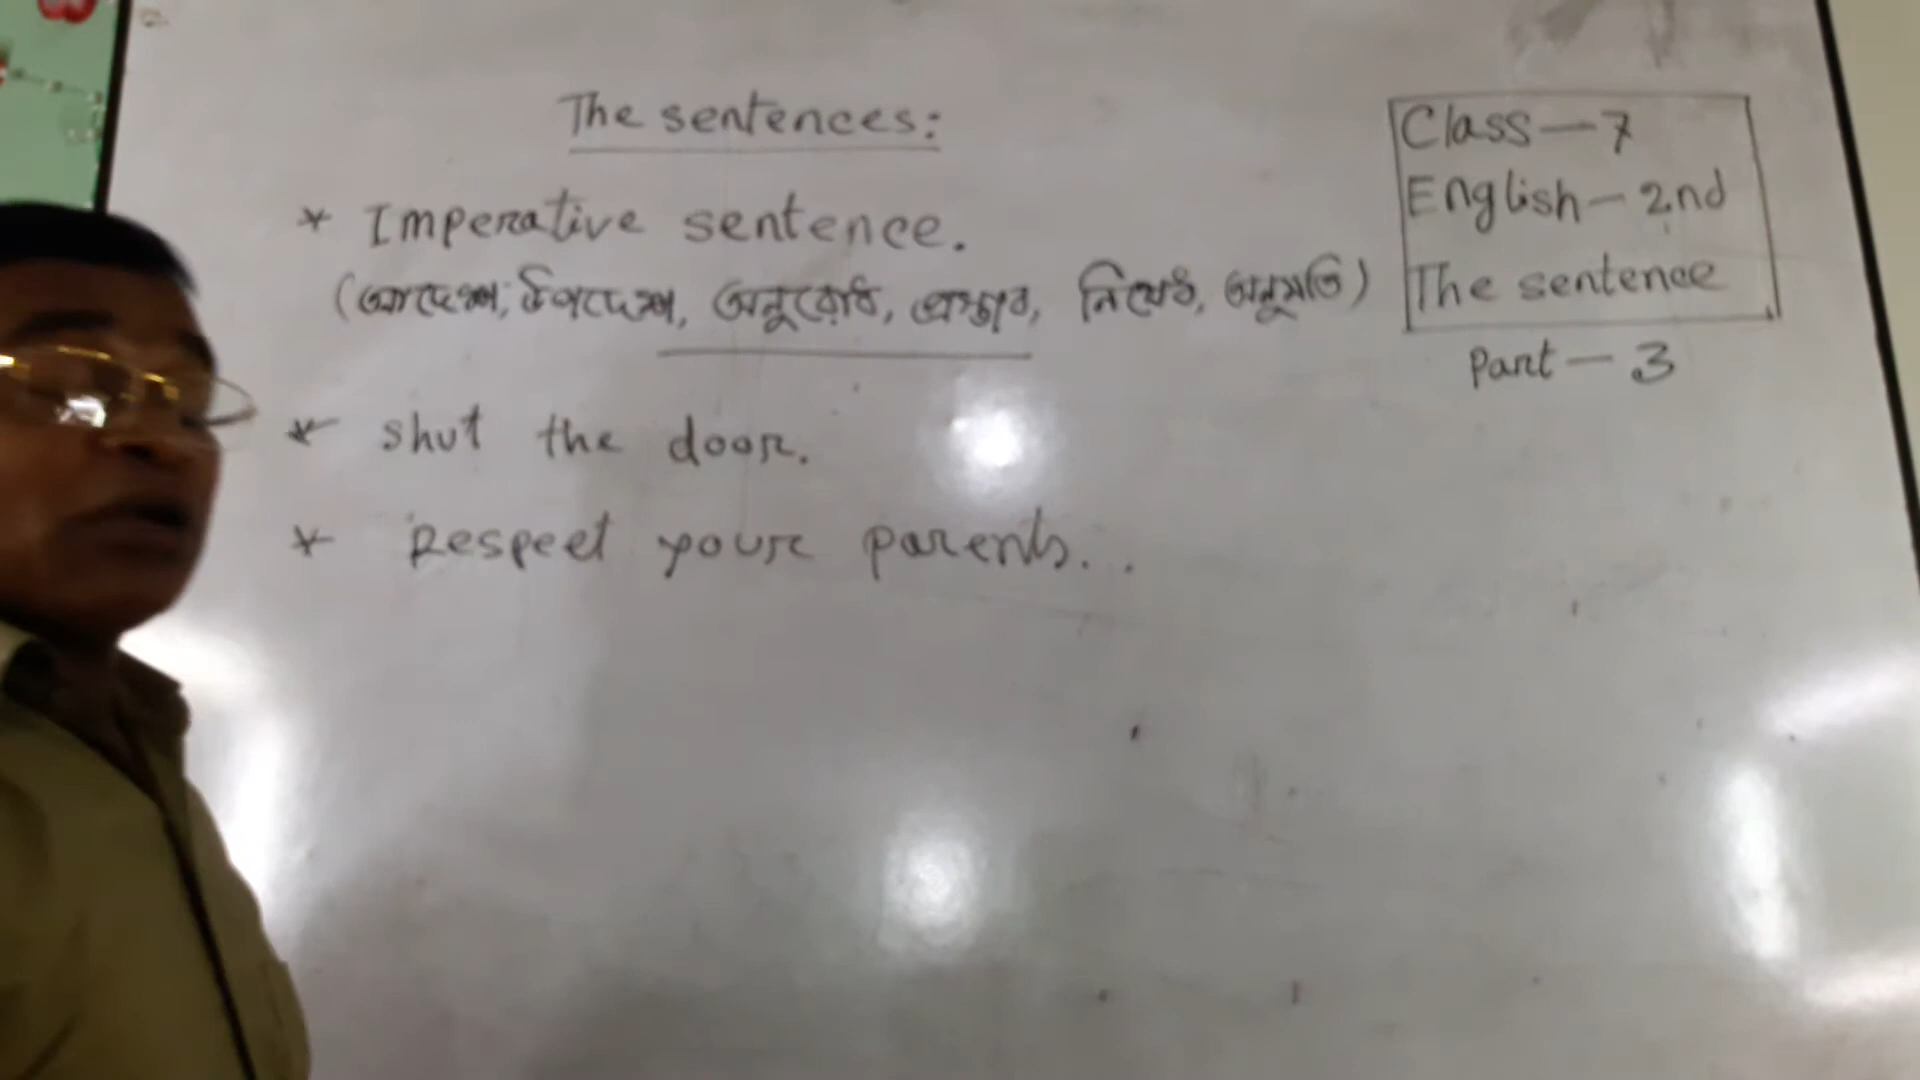 The sentences:
* Imperative sentence.
(আদেশ, উপদেশ, অনুরোধ, প্রস্তাব, নিষেধ, অনুমতি)
* Shut the door.
* Respect your parents..
Class—7
English—2nd
The sentence
Part—3